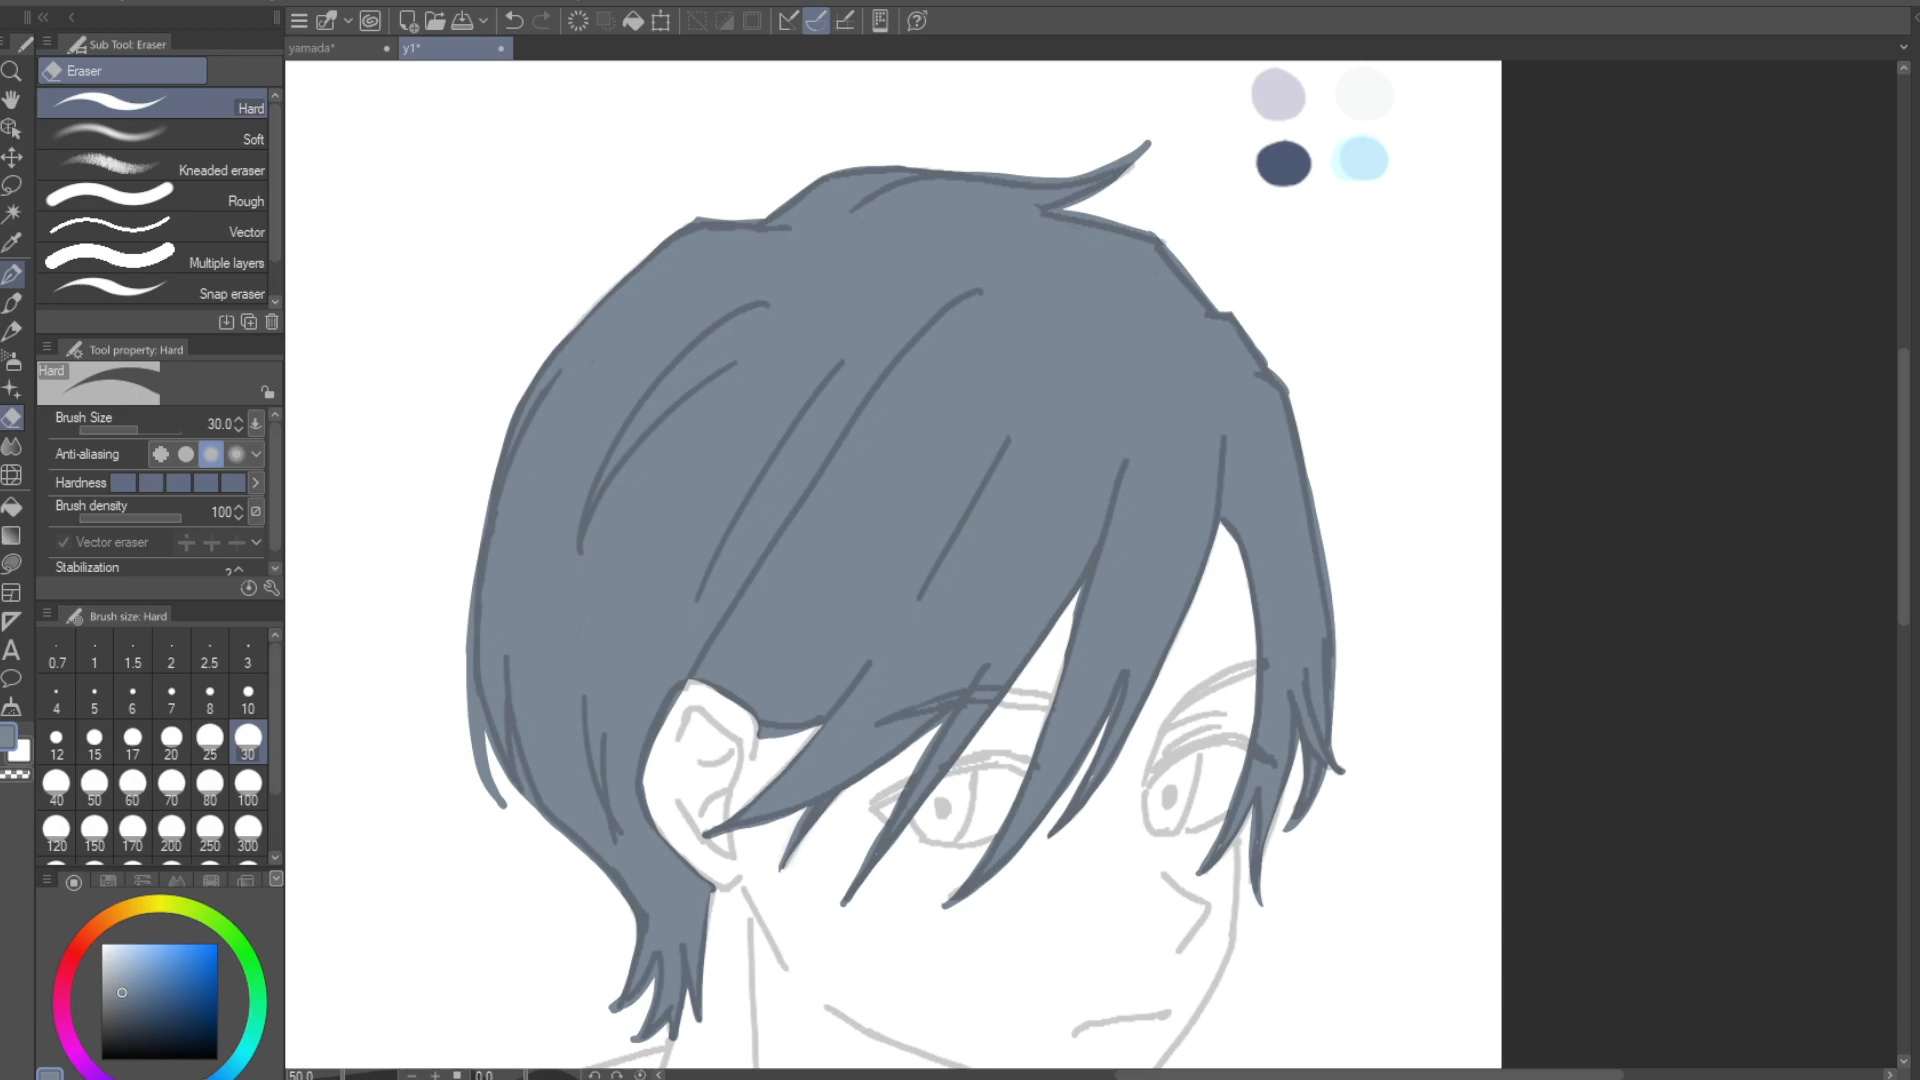 Sub Tool: Eraser
yamada*
y1*
Eraser
Hard
Soft
Kneaded eraser
Rough
Vector
Multiple layers
Snap eraser
Tool property: Hard
Hard
Brush Size 30.0
Anti-aliasing
Hardness
Brush density 100
Vector eraser
Stabilization
Brush size: Hard
0.7 1 1.5 2 2.5 3
4 5 6 7 8 10
12 15 17 20 25 30
40 50 60 70 80 100
120 150 170 200 250 300
50.0 0.0